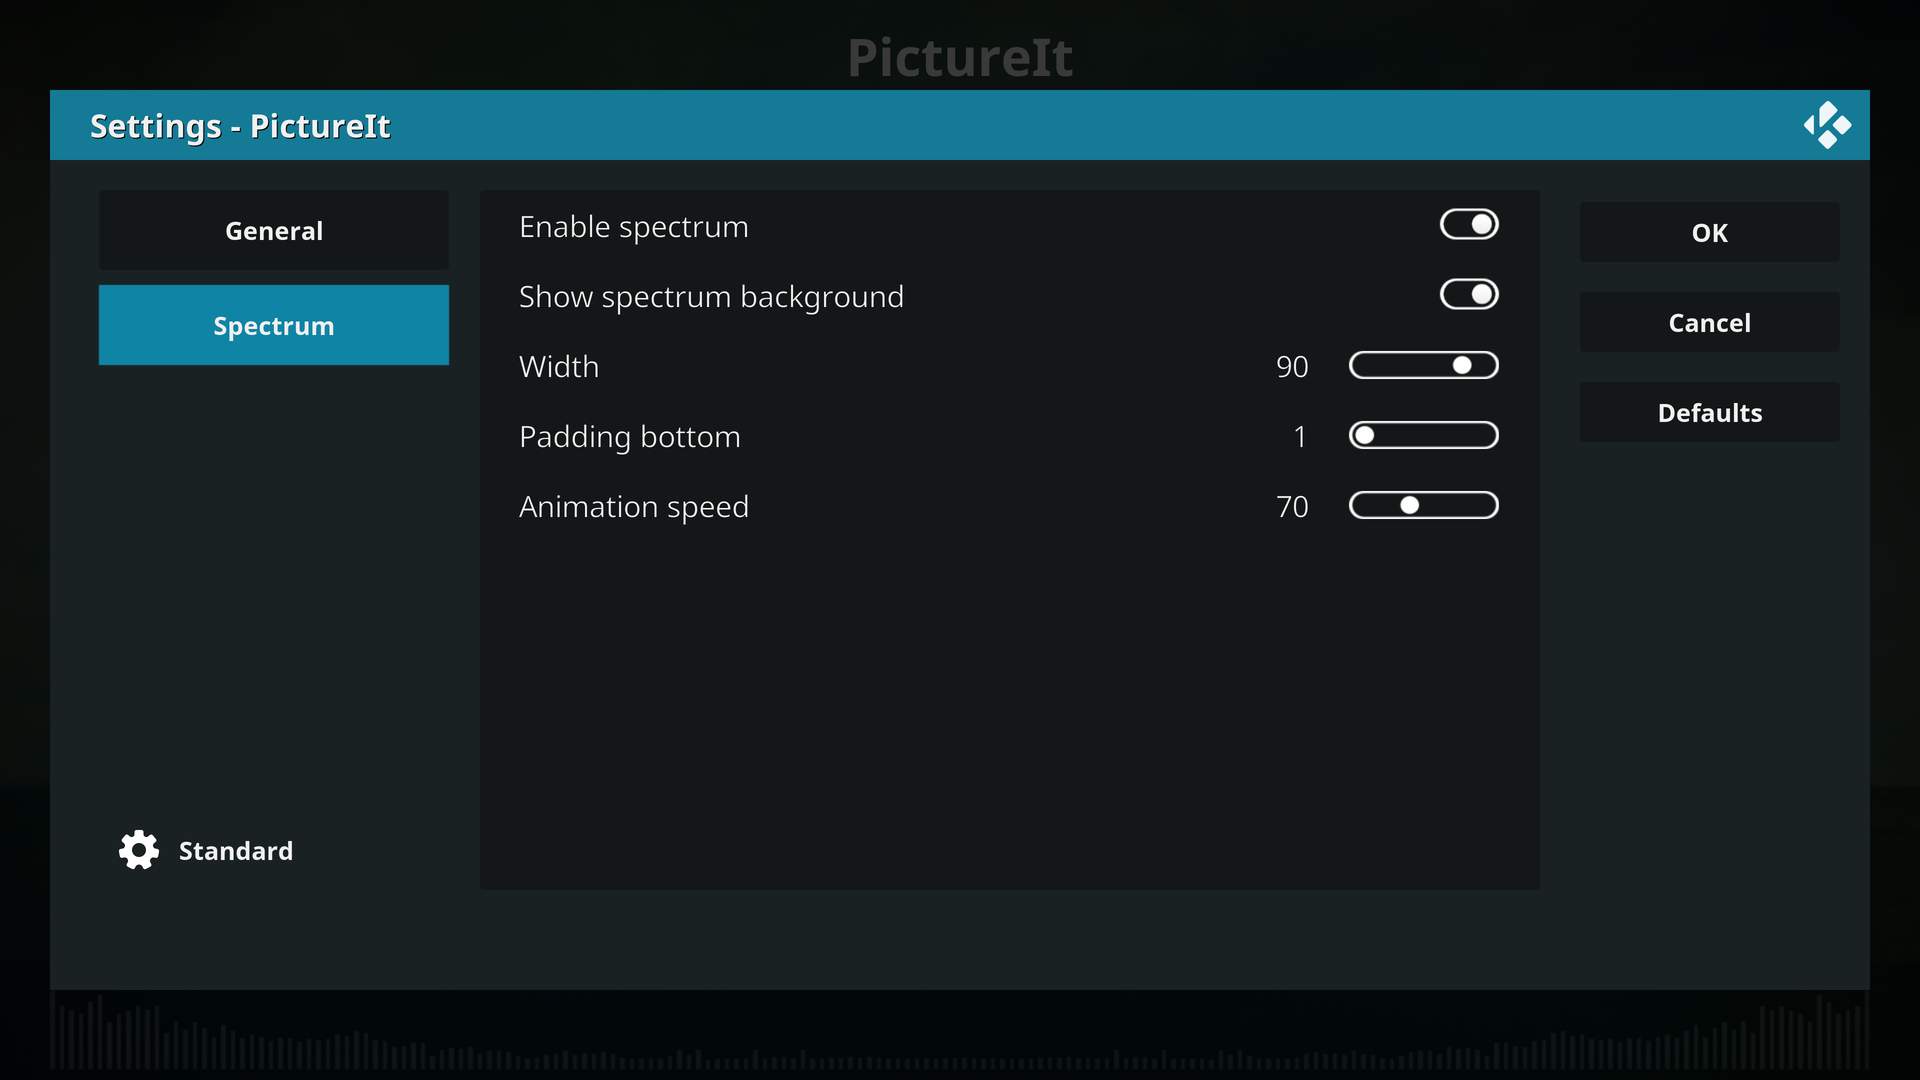 PictureIt
Settings - PictureIt
General
Spectrum
Enable spectrum
Show spectrum background
Width 90
Padding bottom 1
Animation speed 70
OK
Cancel
Defaults
Standard